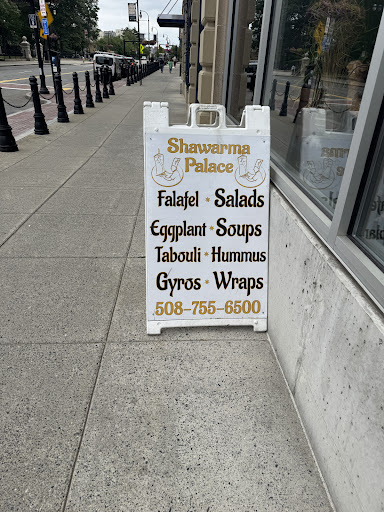 Shawarma
Palace
Falafel • Salads
Eggplant • Soups
Tabouli • Hummus
Gyros • Wraps
508-755-6500